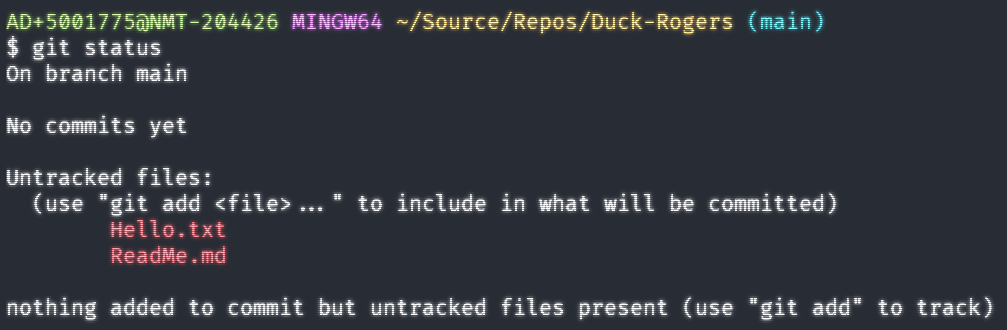 AD+5001775@NMT-204426 MINGW64 ~/Source/Repos/Duck-Rogers (main)
$ git status
On branch main
No commits yet
Untracked files:
(use "git add <file>..." to include in what will be committed)
Hello.txt
ReadMe.md
nothing added to commit but untracked files present (use "git add" to track)